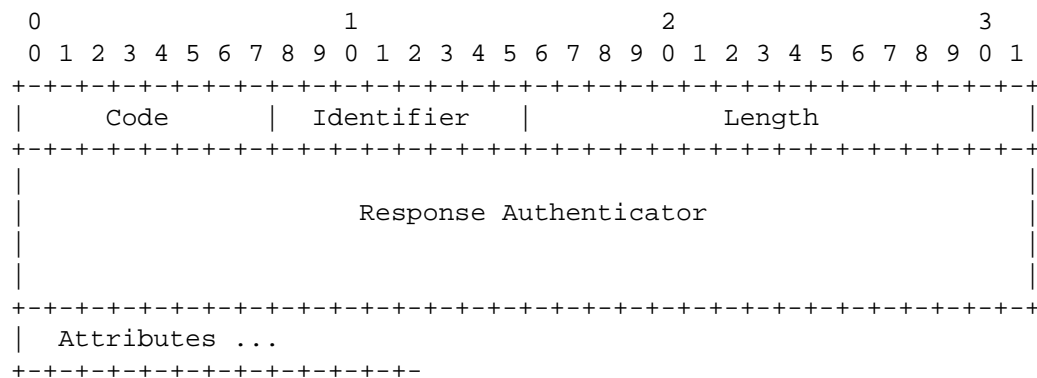 0                   1                   2                   3
 0 1 2 3 4 5 6 7 8 9 0 1 2 3 4 5 6 7 8 9 0 1 2 3 4 5 6 7 8 9 0 1
+-+-+-+-+-+-+-+-+-+-+-+-+-+-+-+-+-+-+-+-+-+-+-+-+-+-+-+-+-+-+-+-+
|     Code      |  Identifier   |            Length             |
+-+-+-+-+-+-+-+-+-+-+-+-+-+-+-+-+-+-+-+-+-+-+-+-+-+-+-+-+-+-+-+-+
|                                                               |
|                     Response Authenticator                    |
|                                                               |
|                                                               |
+-+-+-+-+-+-+-+-+-+-+-+-+-+-+-+-+-+-+-+-+-+-+-+-+-+-+-+-+-+-+-+-+
|  Attributes ...
+-+-+-+-+-+-+-+-+-+-+-+-+-